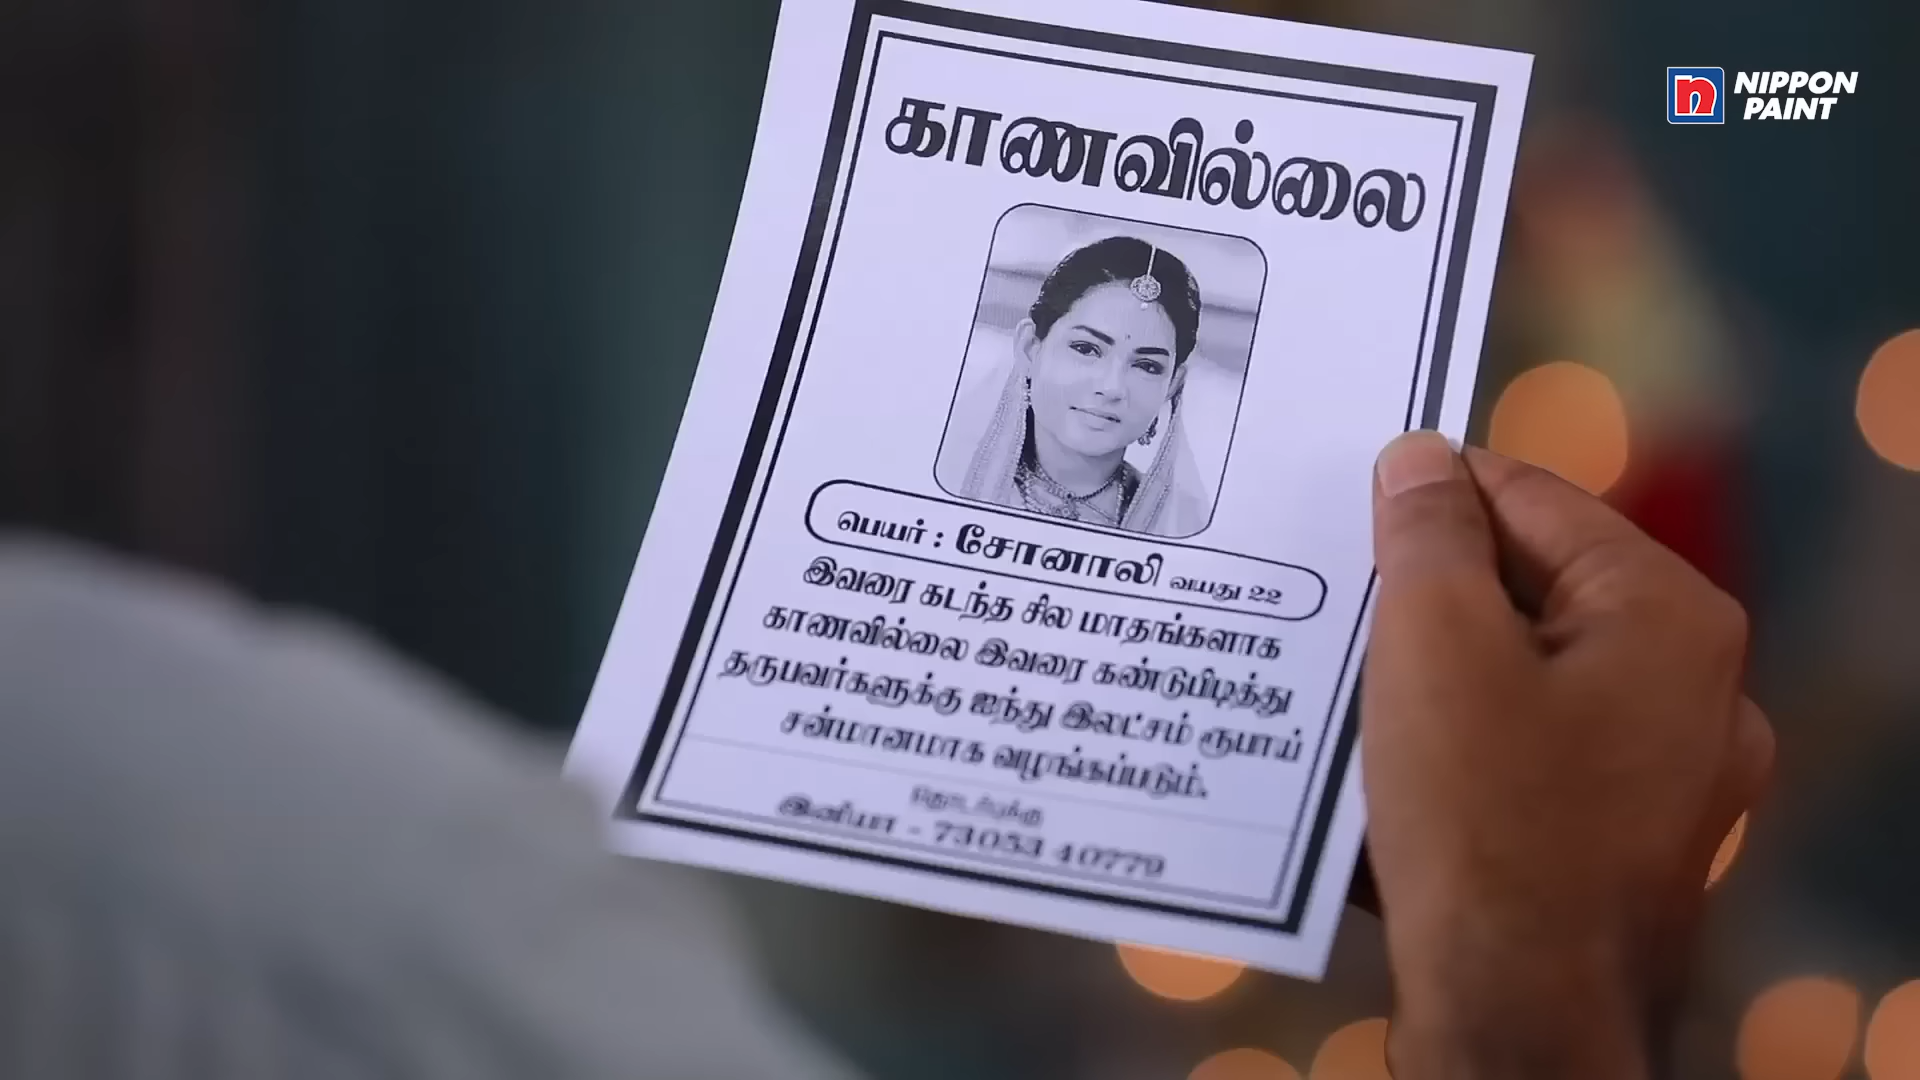 காணவில்லை
பெயர் : சோனாலி வயது 22
இவரை கடந்த சில மாதங்களாக
காணவில்லை இவரை கண்டுபிடித்து
தருபவர்களுக்கு ஐந்து இலட்சம் ரூபாய்
சன்மானமாக வழங்கப்படும்.
தொடர்புக்கு
இனியா - 73053 40779
NIPPON
PAINT